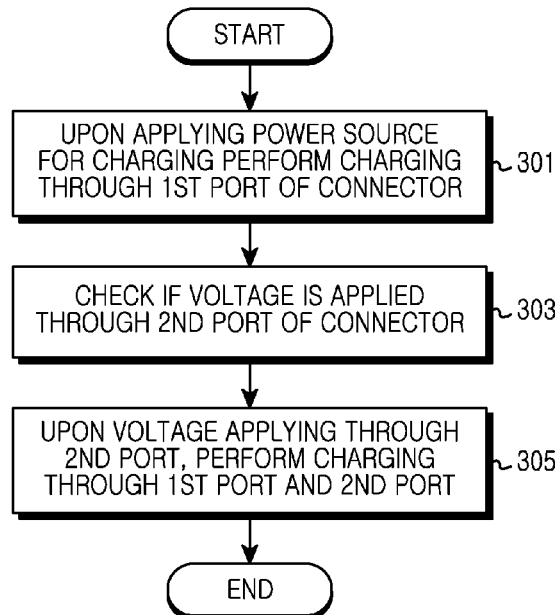 START
UPON APPLYING POWER SOURCE
FOR CHARGING PERFORM CHARGING
THROUGH 1ST PORT OF CONNECTOR
301
CHECK IF VOLTAGE IS APPLIED
THROUGH 2ND PORT OF CONNECTOR
303
UPON VOLTAGE APPLYING THROUGH
2ND PORT, PERFORM CHARGING
THROUGH 1ST PORT AND 2ND PORT
305
END